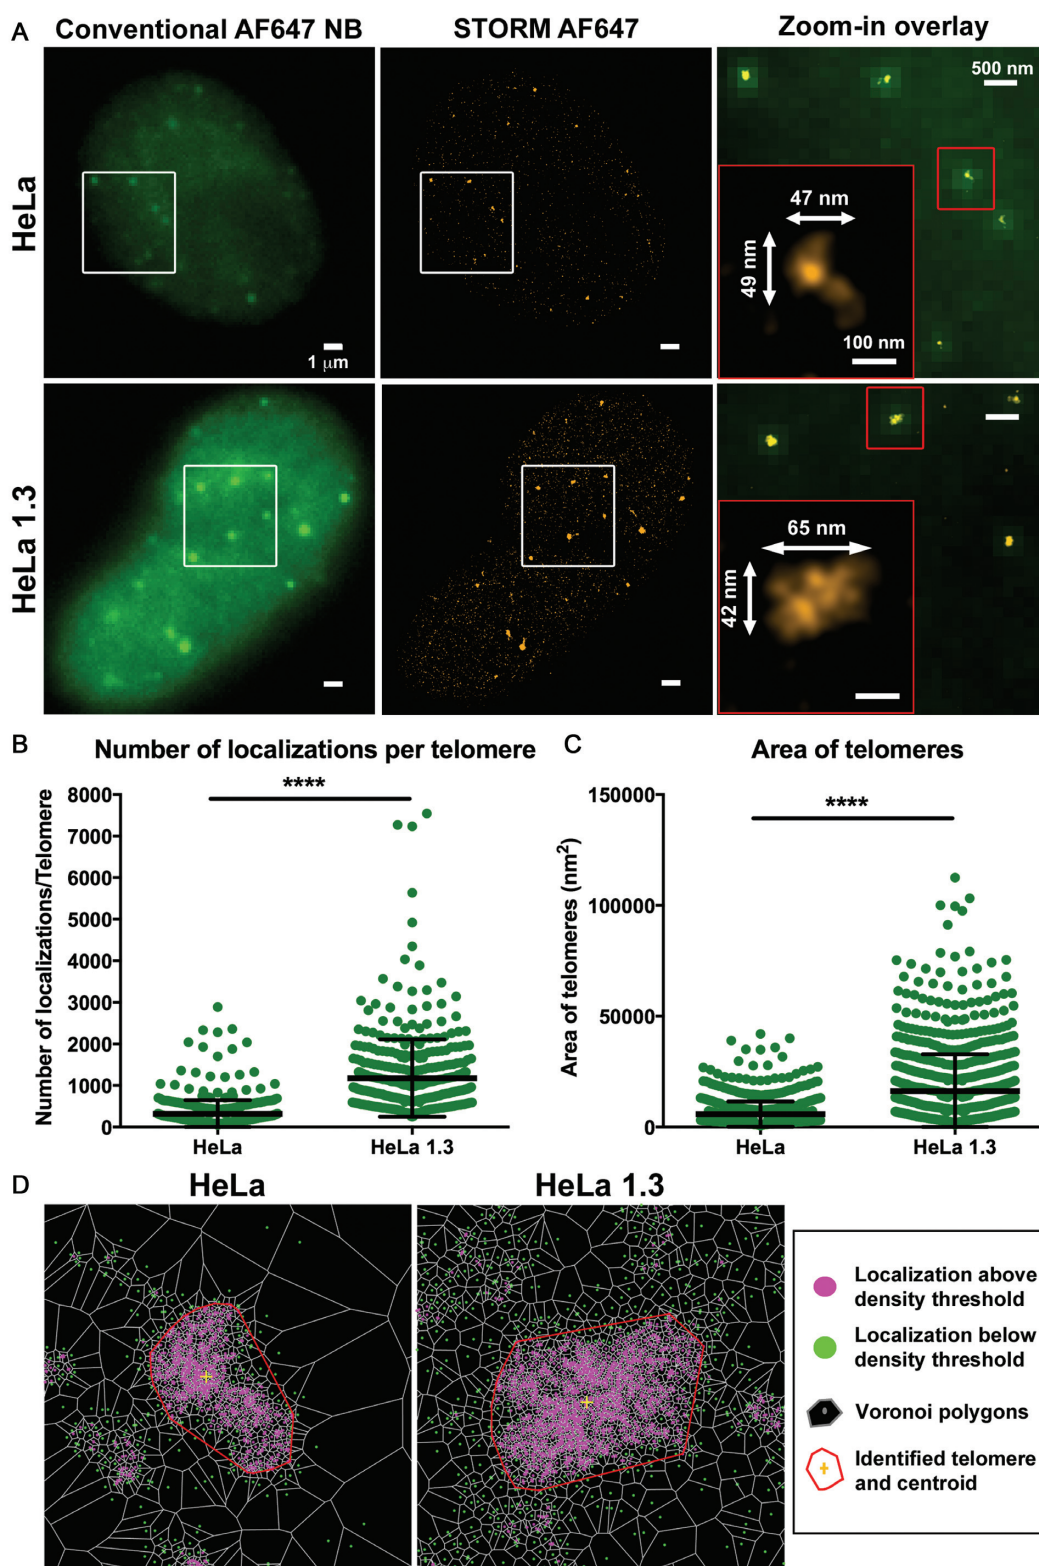 A
Conventional AF647 NB
STORM AF647
Zoom-in overlay
HeLa
1 μm
500 nm
47 nm
49 nm
100 nm
HeLa 1.3
65 nm
42 nm
B
Number of localizations per telomere
Number of localizations/Telomere
****
8000
7000
6000
5000
4000
3000
2000
1000
0
HeLa
HeLa 1.3
C
Area of telomeres
Area of telomeres (nm²)
****
150000
100000
50000
0
HeLa
HeLa 1.3
D
HeLa
HeLa 1.3
Localization above
density threshold
Localization below
density threshold
Voronoi polygons
Identified telomere
and centroid